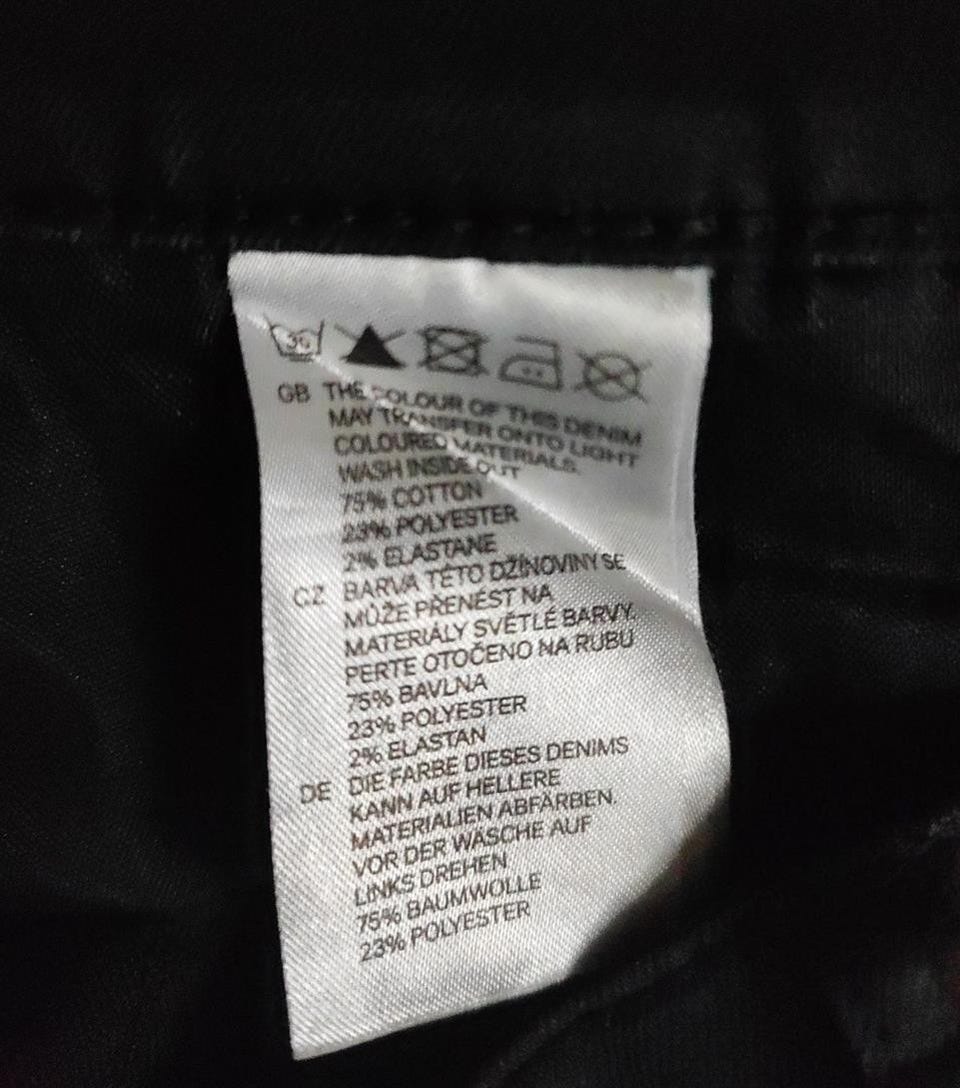 30
GB THE COLOUR OF THIS DENIM
MAY TRANSFER ONTO LIGHT
COLOURED MATERIALS.
WASH INSIDE OUT
75% COTTON
23% POLYESTER
2% ELASTANE
CZ BARVA TÉTO DŽÍNOVINY SE
MŮŽE PŘENÉST NA
MATERIÁLY SVĚTLÉ BARVY.
PERTE OTOČENO NA RUBU
75% BAVLNA
23% POLYESTER
2% ELASTAN
DE DIE FARBE DIESES DENIMS
KANN AUF HELLERE
MATERIALIEN ABFÄRBEN.
VOR DER WÄSCHE AUF
LINKS DREHEN
75% BAUMWOLLE
23% POLYESTER